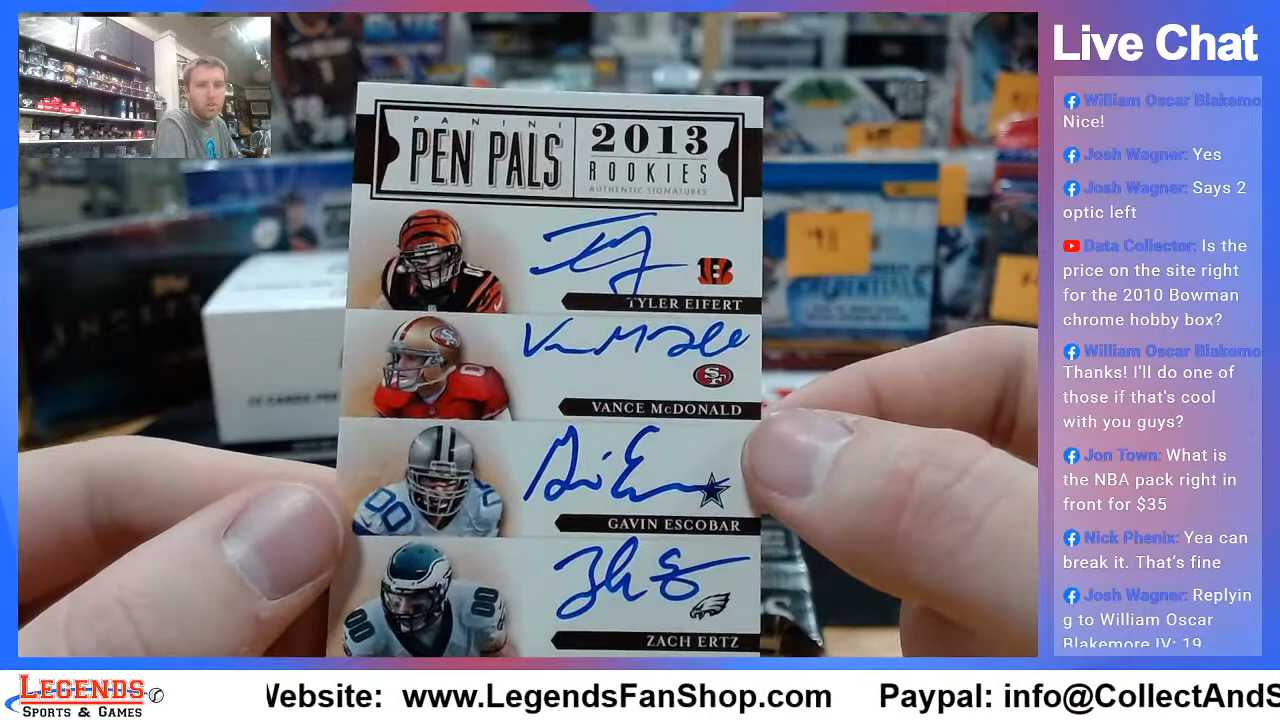 PANINI
PEN PALS
2013
ROOKIES
AUTHENTIC SIGNATURES
TYLER EIFERT
SF
VANCE McDONALD
GAVIN ESCOBAR
ZACH ERTZ
Live Chat
William Oscar Blakemo
Nice!
Josh Wagner: Yes
Josh Wagner: Says 2
optic left
Data Collector: Is the
price on the site right
for the 2010 Bowman
chrome hobby box?
William Oscar Blakemo
Thanks! I'll do one of
those if that's cool
with you guys?
Jon Town: What is
the NBA pack right in
front for $35
Nick Phenix: Yea can
break it. That's fine
Josh Wagner: Replyin
g to William Oscar
Blakemore IV: 19
LEGENDS
SPORTS & GAMES
Website: www.LegendsFanShop.com Paypal: info@CollectAndS